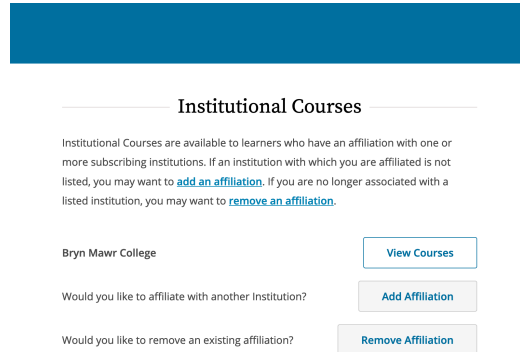 Institutional Courses
Institutional Courses are available to learners who have an affiliation with one or
more subscribing institutions. If an institution with which you are affiliated is not
listed, you may want to add an affiliation. If you are no longer associated with a
listed institution, you may want to remove an affiliation.
Bryn Mawr College
View Courses
Would you like to affiliate with another Institution?
Add Affiliation
Would you like to remove an existing affiliation?
Remove Affiliation